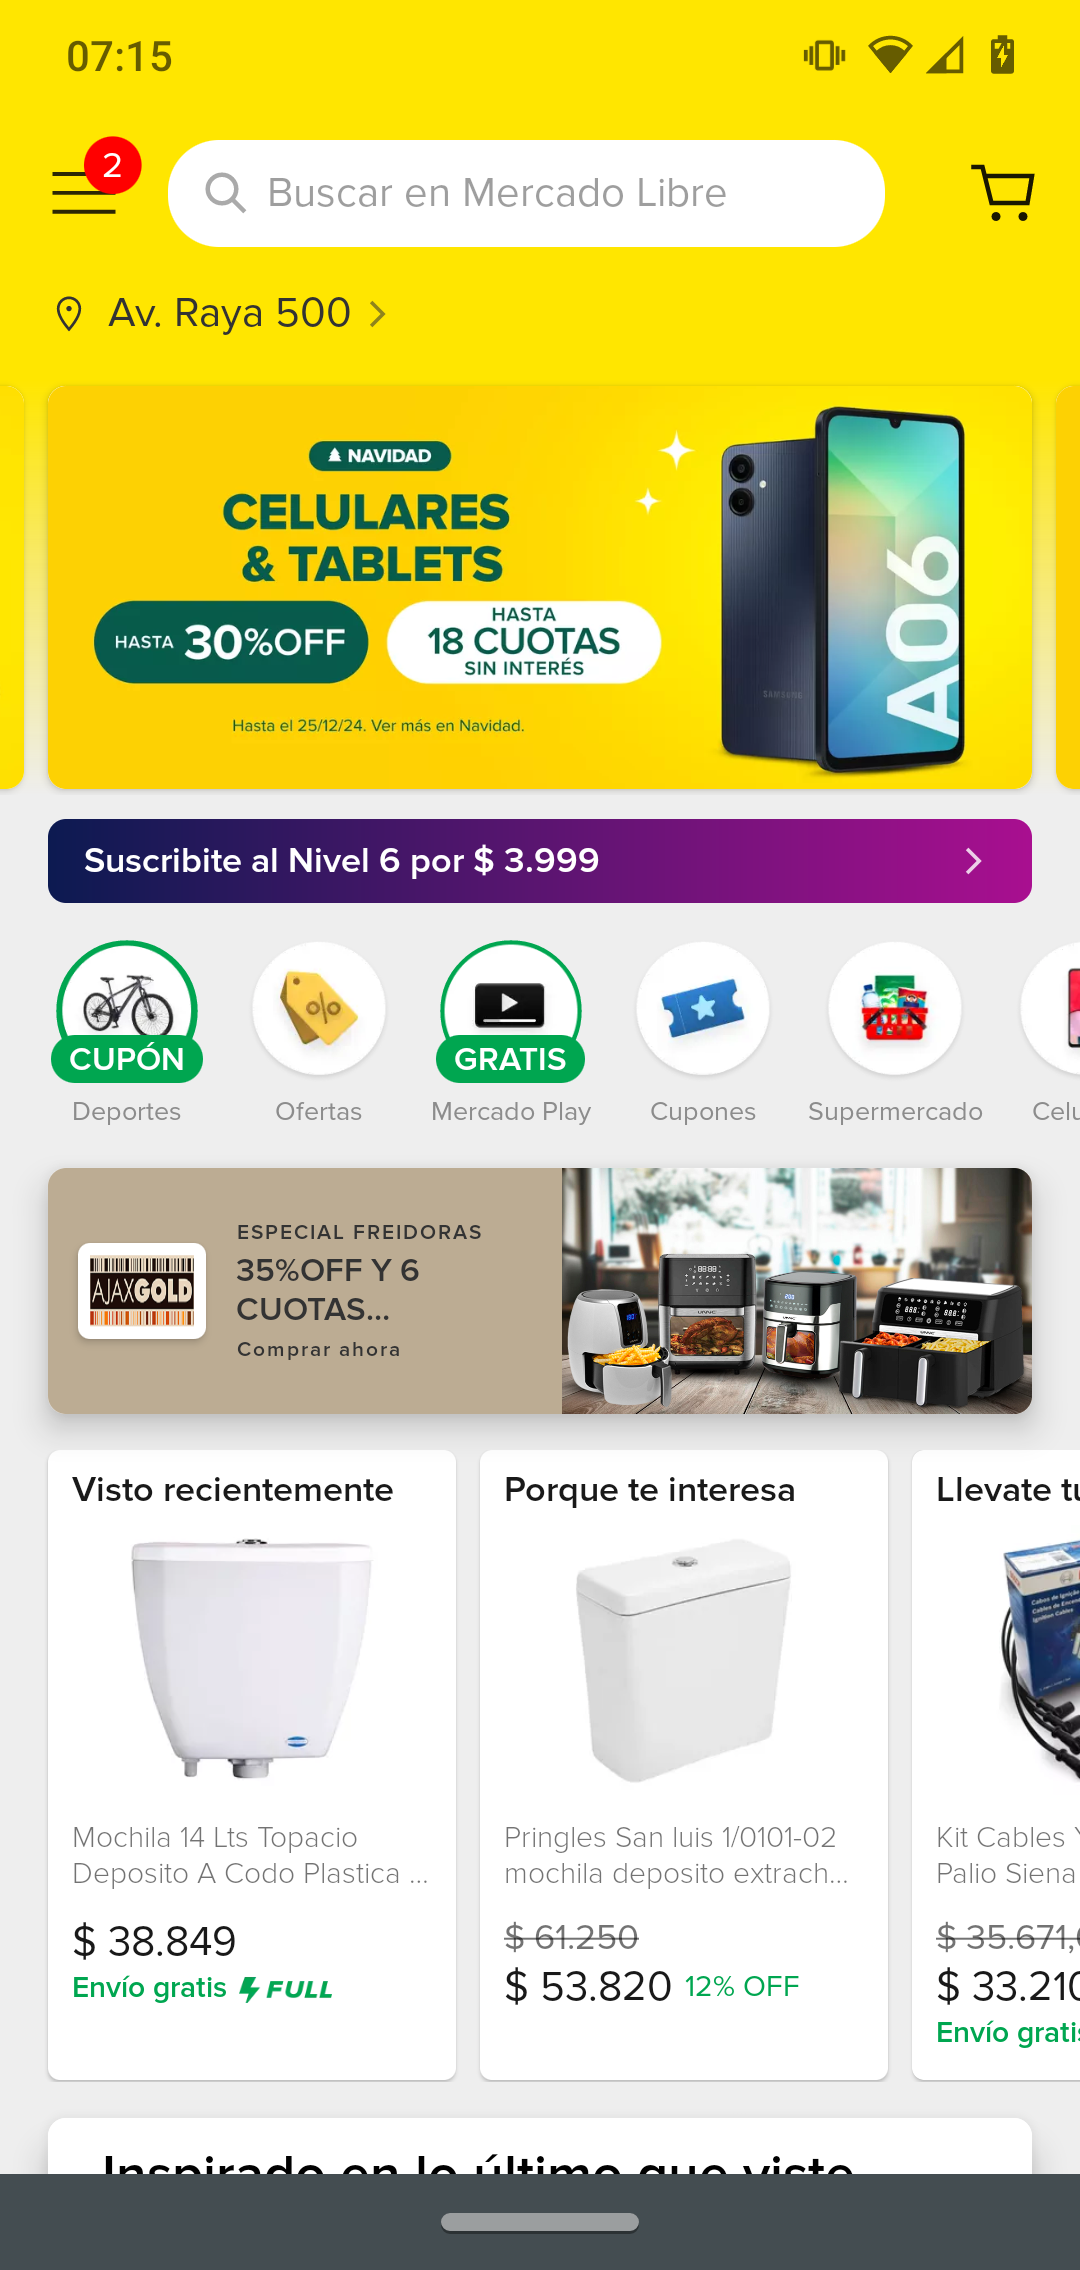 07:15
2
Buscar en Mercado Libre
Av. Raya 500
NAVIDAD
CELULARES
& TABLETS
HASTA 30%OFF
HASTA
18 CUOTAS
SIN INTERÉS
Hasta el 25/12/24. Ver más en Navidad.
SAMSUNG
A06
Suscribite al Nivel 6 por $ 3.999
CUPÓN
GRATIS
Deportes
Ofertas
Mercado Play
Cupones
Supermercado
Celu
AJAXGOLD
ESPECIAL FREIDORAS
35%OFF Y 6
CUOTAS...
Comprar ahora
Visto recientemente
Mochila 14 Lts Topacio
Deposito A Codo Plastica ...
$ 38.849
Envío gratis FULL
Porque te interesa
Pringles San luis 1/0101-02
mochila deposito extrach...
$ 61.250
$ 53.820 12% OFF
Llevate tu
Kit Cables Y
Palio Siena
$ 35.671,
$ 33.210
Envío gratis
Inspirado en lo último que viste